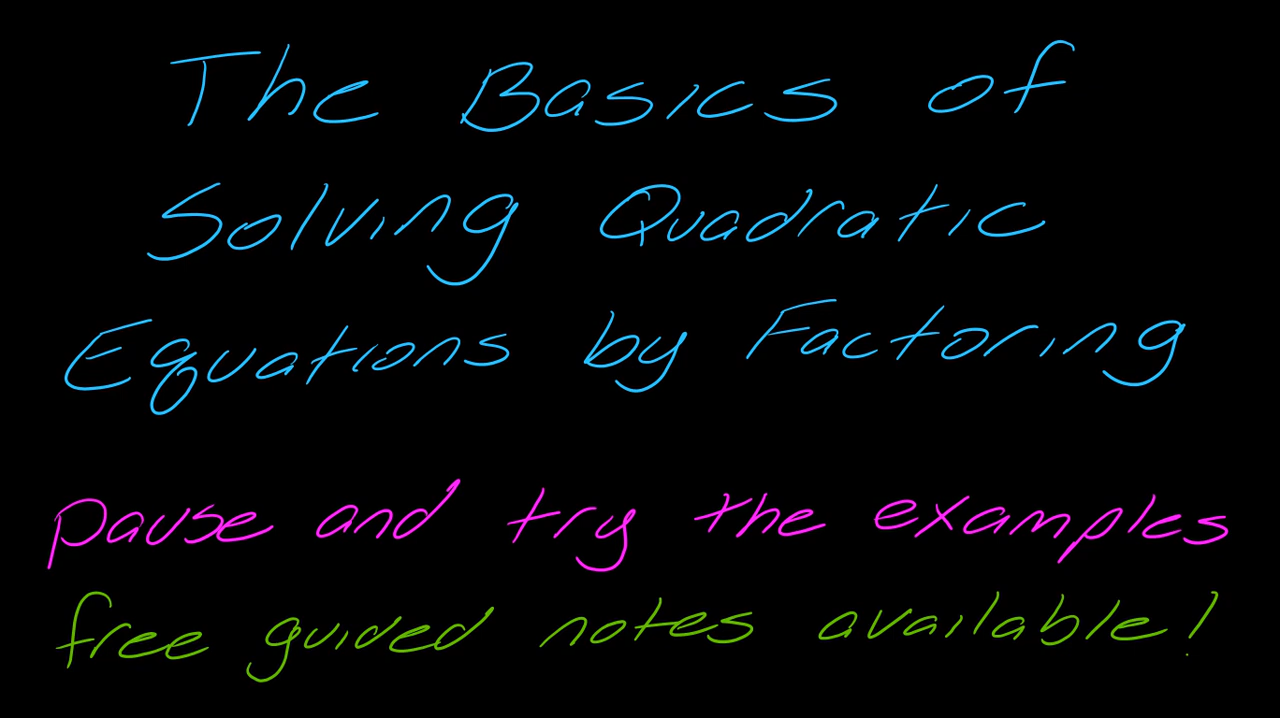 The Basics of
Solving Quadratic
Equations by Factoring
pause and try the examples
free guided notes available!